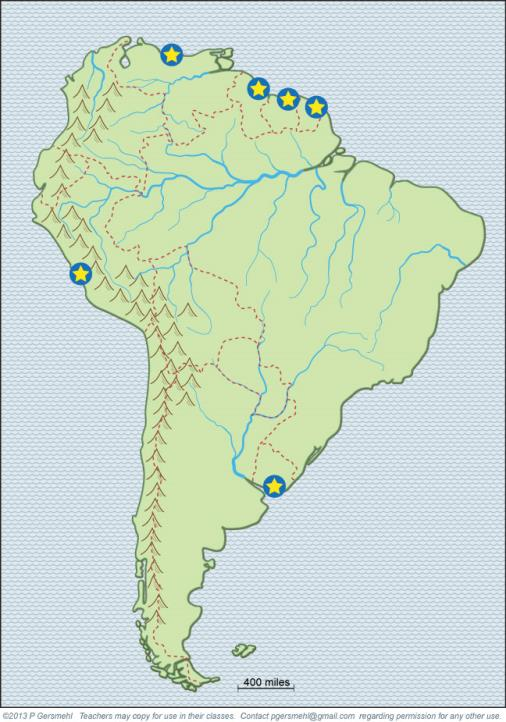 400 miles
©2013 P Gersmehl Teachers may copy for use in their classes. Contact pgersmehl@gmail.com regarding permission for any other use.